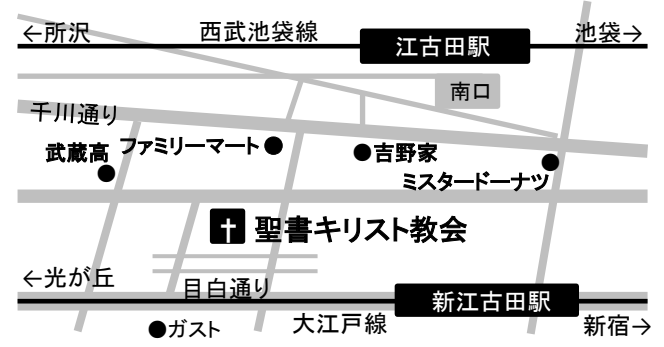 ←所沢
西武池袋線
江古田駅
池袋→
南口
千川通り
武蔵高
ファミリーマート
吉野家
ミスタードーナツ
聖書キリスト教会
←光が丘
目白通り
新江古田駅
ガスト
大江戸線
新宿→